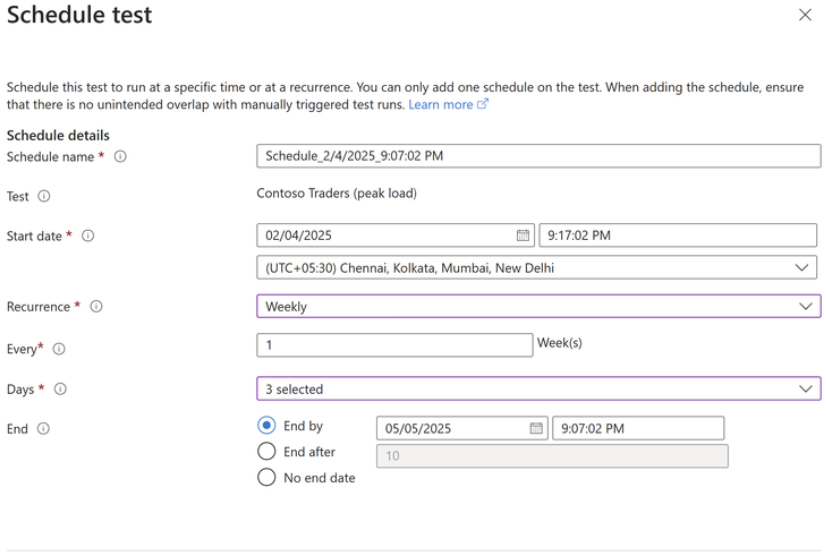 Schedule test
Schedule this test to run at a specific time or at a recurrence. You can only add one schedule on the test. When adding the schedule, ensure
that there is no unintended overlap with manually triggered test runs. Learn more
Schedule details
Schedule name *
Schedule_2/4/2025_9:07:02 PM
Test
Contoso Traders (peak load)
Start date *
02/04/2025
9:17:02 PM
(UTC+05:30) Chennai, Kolkata, Mumbai, New Delhi
Recurrence *
Weekly
Every*
1
Week(s)
Days *
3 selected
End
End by
05/05/2025
9:07:02 PM
End after
10
No end date